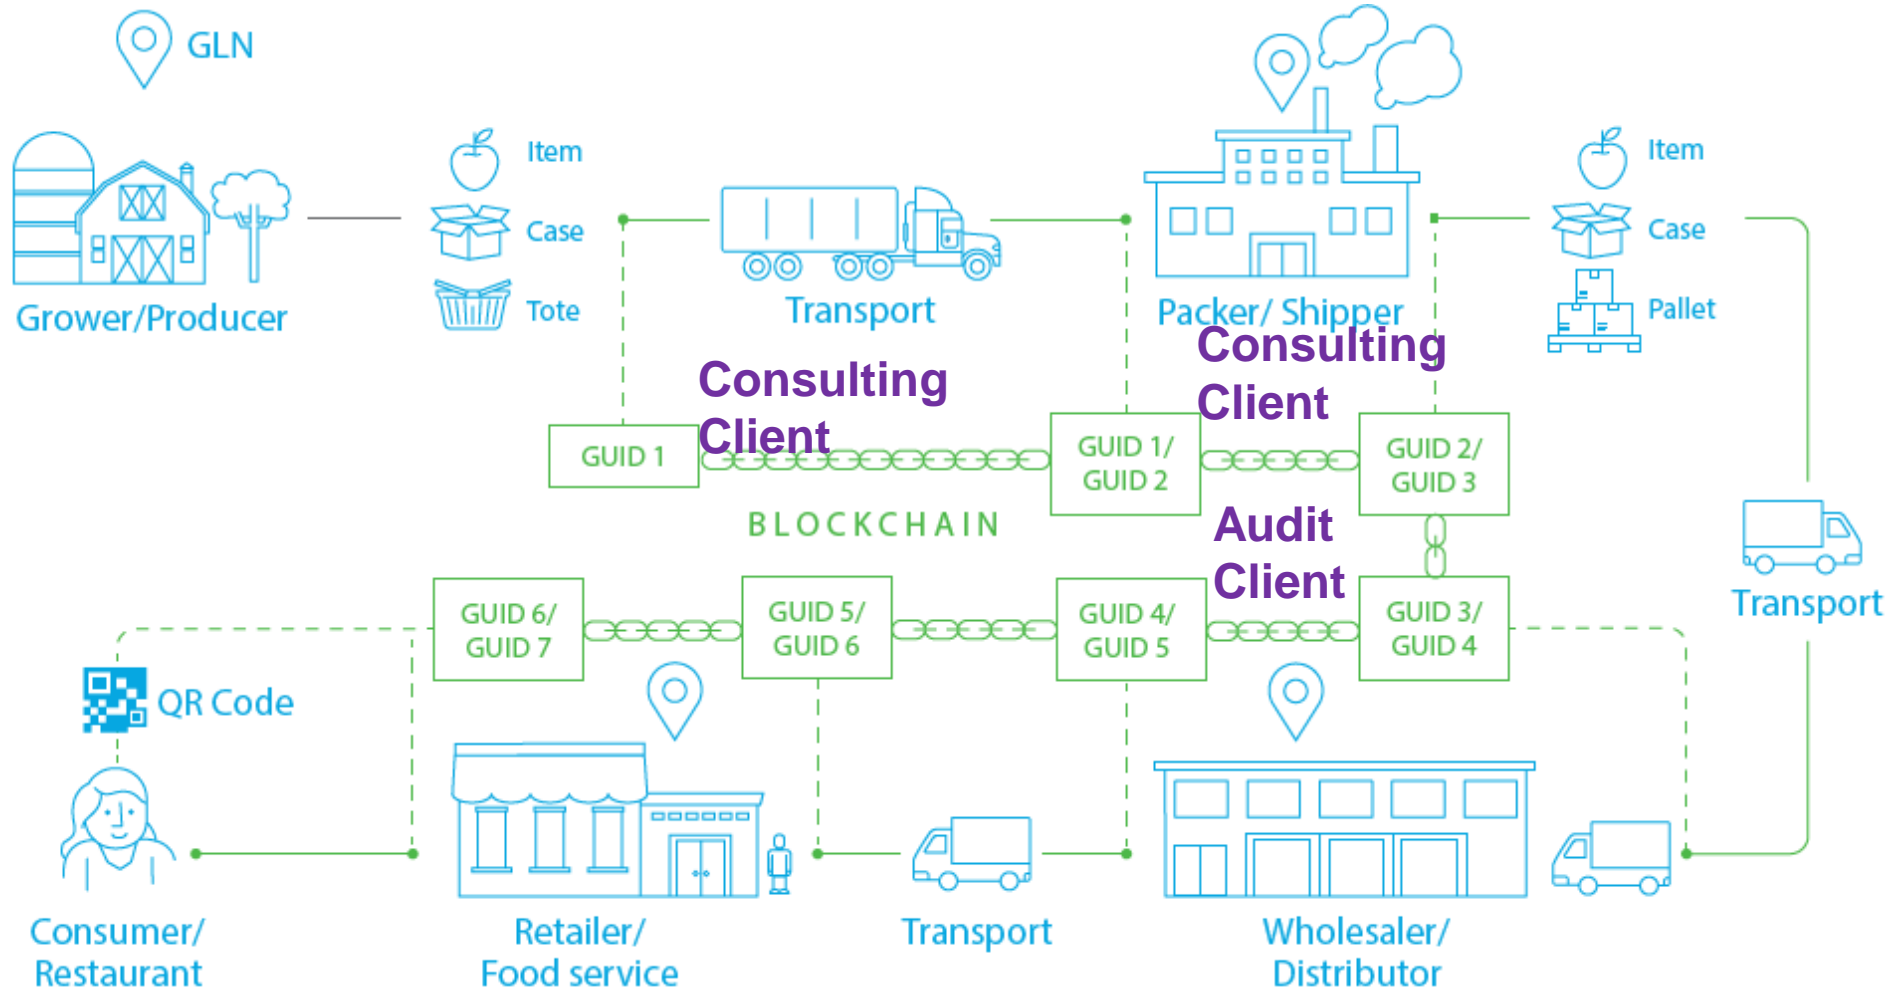 GLN
Item
Case
Tote
Grower/Producer
Transport
Packer/ Shipper
Item
Case
Pallet
Consulting
Client
Consulting
Client
GUID 1
GUID 1/
GUID 2
GUID 2/
GUID 3
BLOCKCHAIN
Audit
Client
Transport
GUID 6/
GUID 7
GUID 5/
GUID 6
GUID 4/
GUID 5
GUID 3/
GUID 4
QR Code
Consumer/
Restaurant
Retailer/
Food service
Transport
Wholesaler/
Distributor